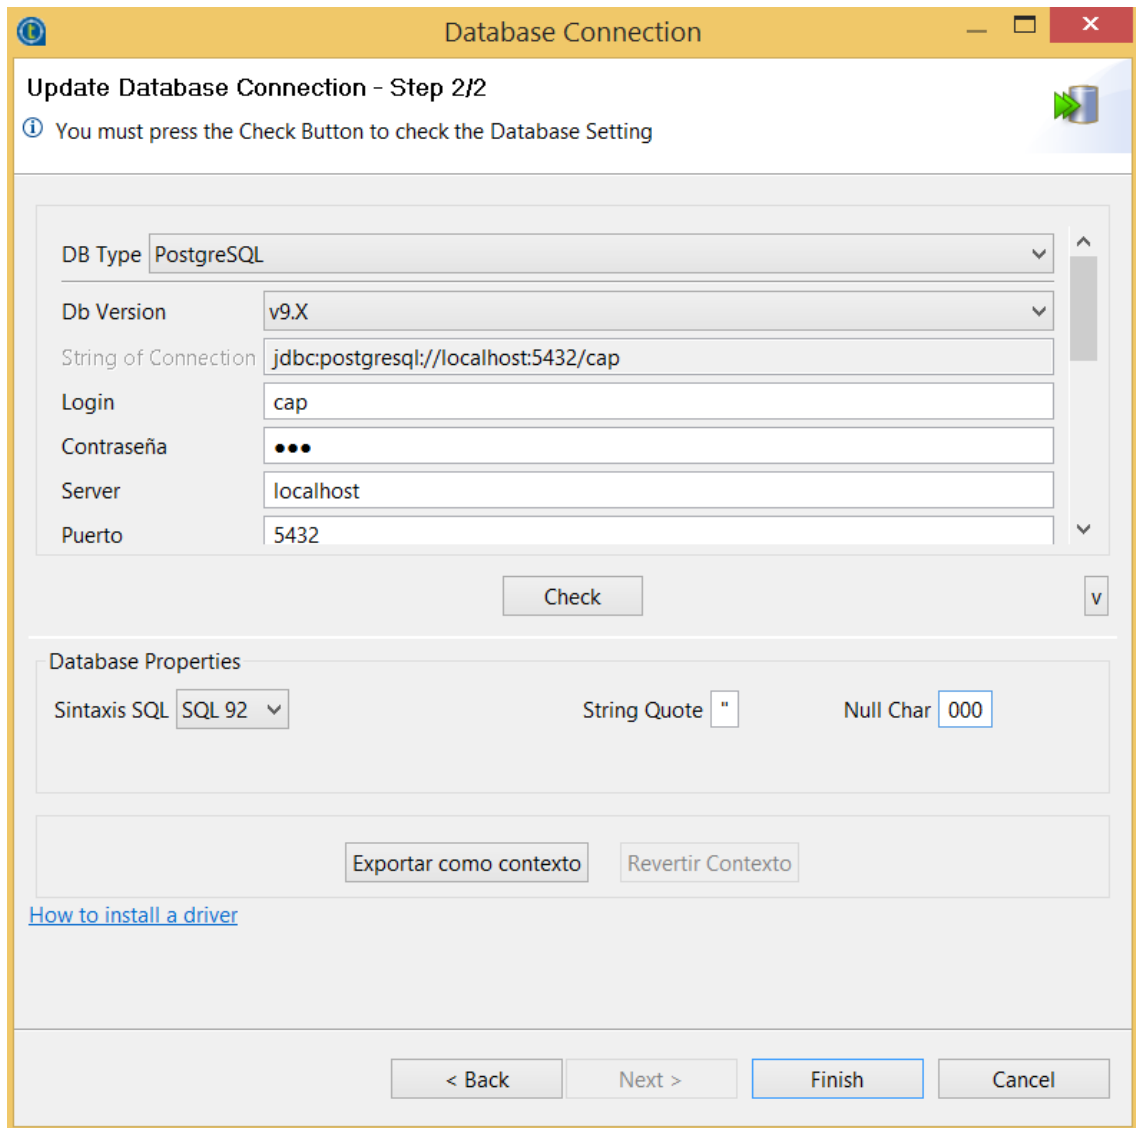 Database Connection
Update Database Connection - Step 2/2
You must press the Check Button to check the Database Setting
DB Type PostgreSQL
Db Version v9.X
String of Connection jdbc:postgresql://localhost:5432/cap
Login cap
Contraseña ●●●
Server localhost
Puerto 5432
Check v
Database Properties
Sintaxis SQL SQL 92 String Quote " Null Char 000
Exportar como contexto Revertir Contexto
How to install a driver
< Back Next > Finish Cancel